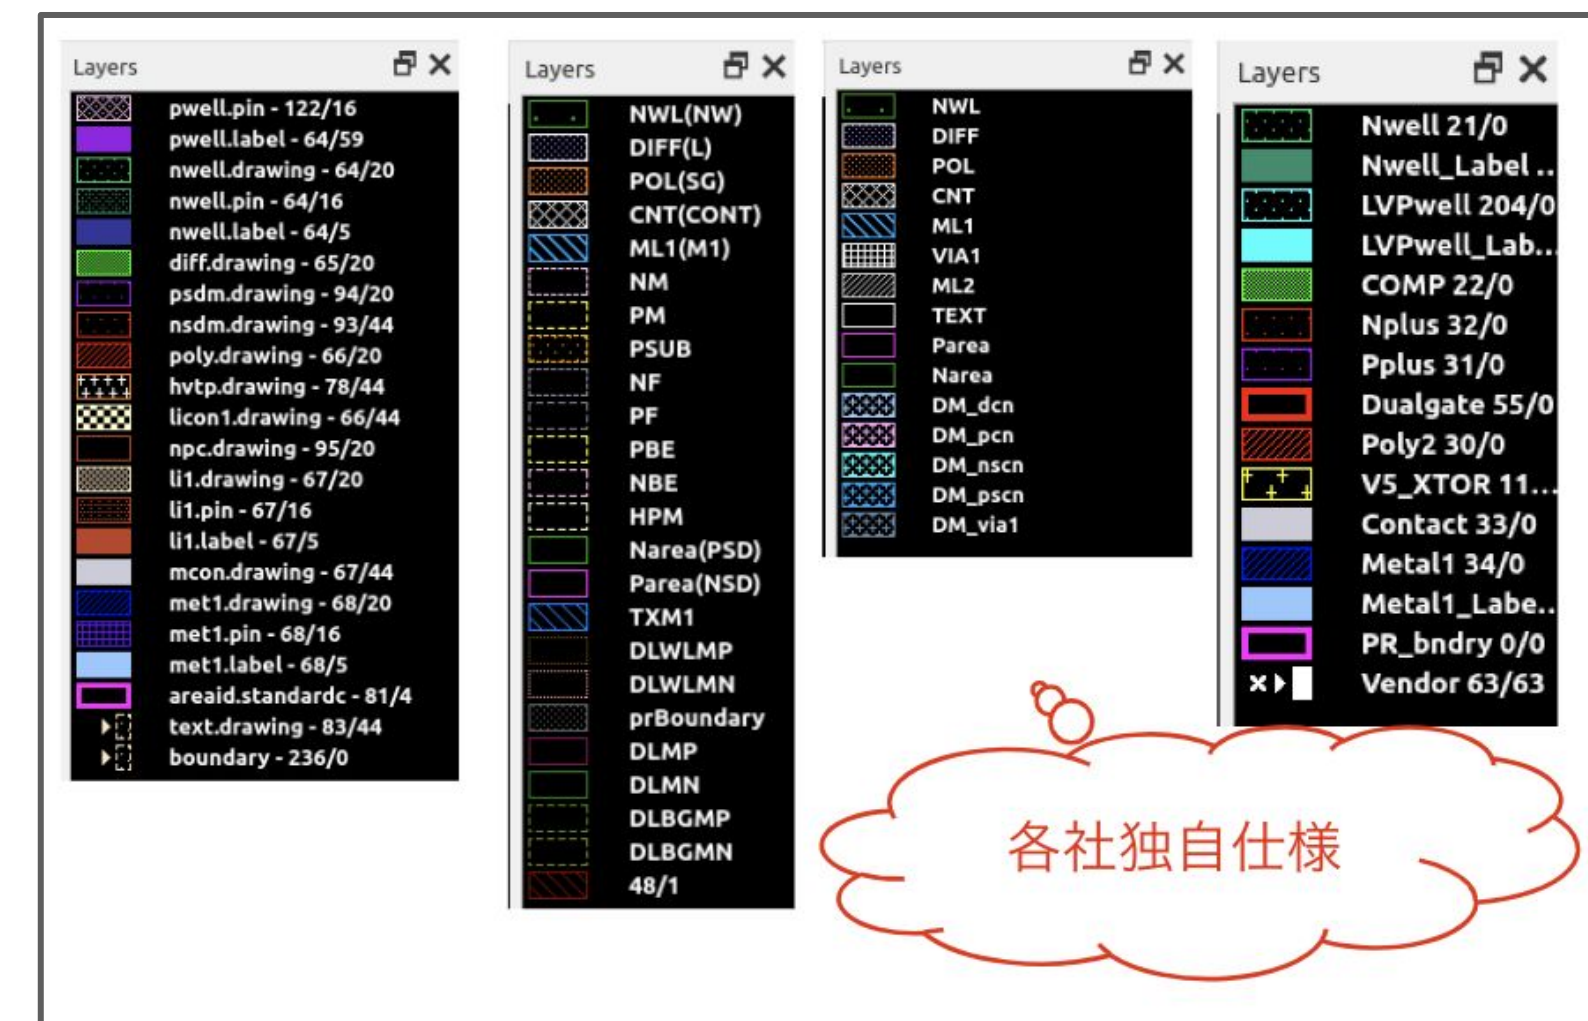 Layers
pwell.pin - 122/16
pwell.label - 64/59
nwell.drawing - 64/20
nwell.pin - 64/16
nwell.label - 64/5
diff.drawing - 65/20
psdm.drawing - 94/20
nsdm.drawing - 93/44
poly.drawing - 66/20
hvtp.drawing - 78/44
licon1.drawing - 66/44
npc.drawing - 95/20
li1.drawing - 67/20
li1.pin - 67/16
li1.label - 67/5
mcon.drawing - 67/44
met1.drawing - 68/20
met1.pin - 68/16
met1.label - 68/5
areaid.standardc - 81/4
text.drawing - 83/44
boundary - 236/0
Layers
NWL(NW)
DIFF(L)
POL(SG)
CNT(CONT)
ML1(M1)
NM
PM
PSUB
NF
PF
PBE
NBE
HPM
Narea(PSD)
Parea(NSD)
TXM1
DLWLMP
DLWLMN
prBoundary
DLMP
DLMN
DLBGMP
DLBGMN
48/1
Layers
NWL
DIFF
POL
CNT
ML1
VIA1
ML2
TEXT
Parea
Narea
DM_dcn
DM_pcn
DM_nscn
DM_pscn
DM_via1
Layers
Nwell 21/0
Nwell_Label ...
LVPwell 204/0
LVPwell_Lab...
COMP 22/0
Nplus 32/0
Pplus 31/0
Dualgate 55/0
Poly2 30/0
V5_XTOR 11...
Contact 33/0
Metal1 34/0
Metal1_Labe...
PR_bndry 0/0
Vendor 63/63
各社独自仕様